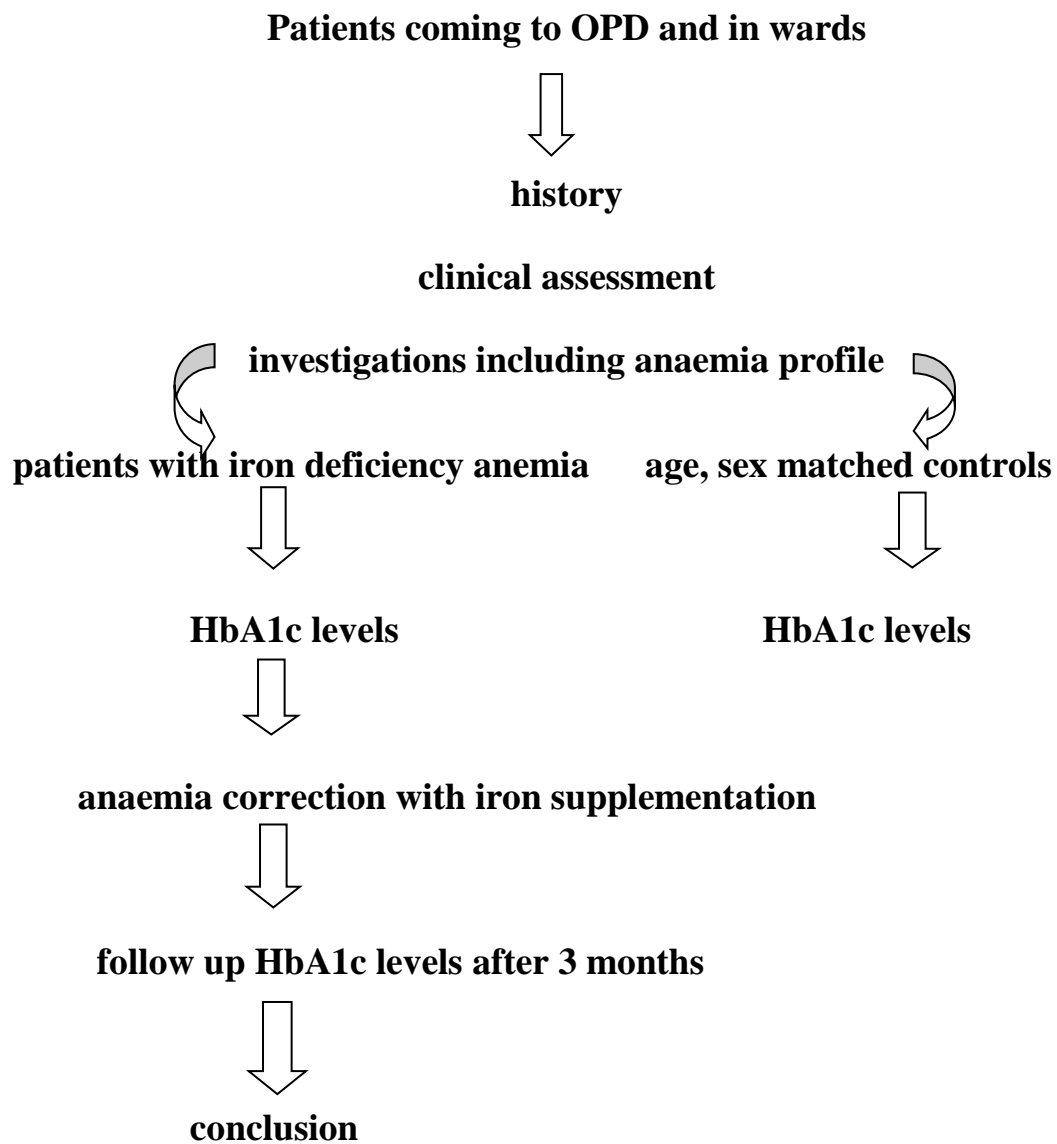 Patients coming to OPD and in wards
history
clinical assessment
investigations including anaemia profile
patients with iron deficiency anemia
age, sex matched controls
HbA1c levels
HbA1c levels
anaemia correction with iron supplementation
follow up HbA1c levels after 3 months
conclusion